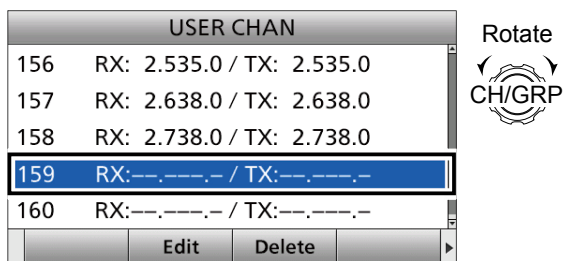 USER CHAN
156 RX: 2.535.0 / TX: 2.535.0
157 RX: 2.638.0 / TX: 2.638.0
158 RX: 2.738.0 / TX: 2.738.0
159 RX:––.–––.– / TX:––.–––.–
160 RX:––.–––.– / TX:––.–––.–
Edit Delete
Rotate
CH/GRP